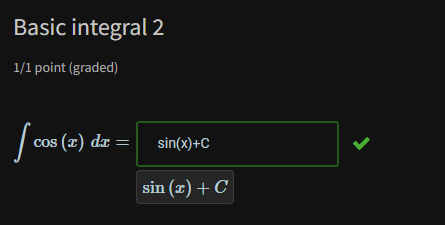 Basic integral 2
1/1 point (graded)
∫ cos (x) dx = sin(x)+C
sin (x) + C